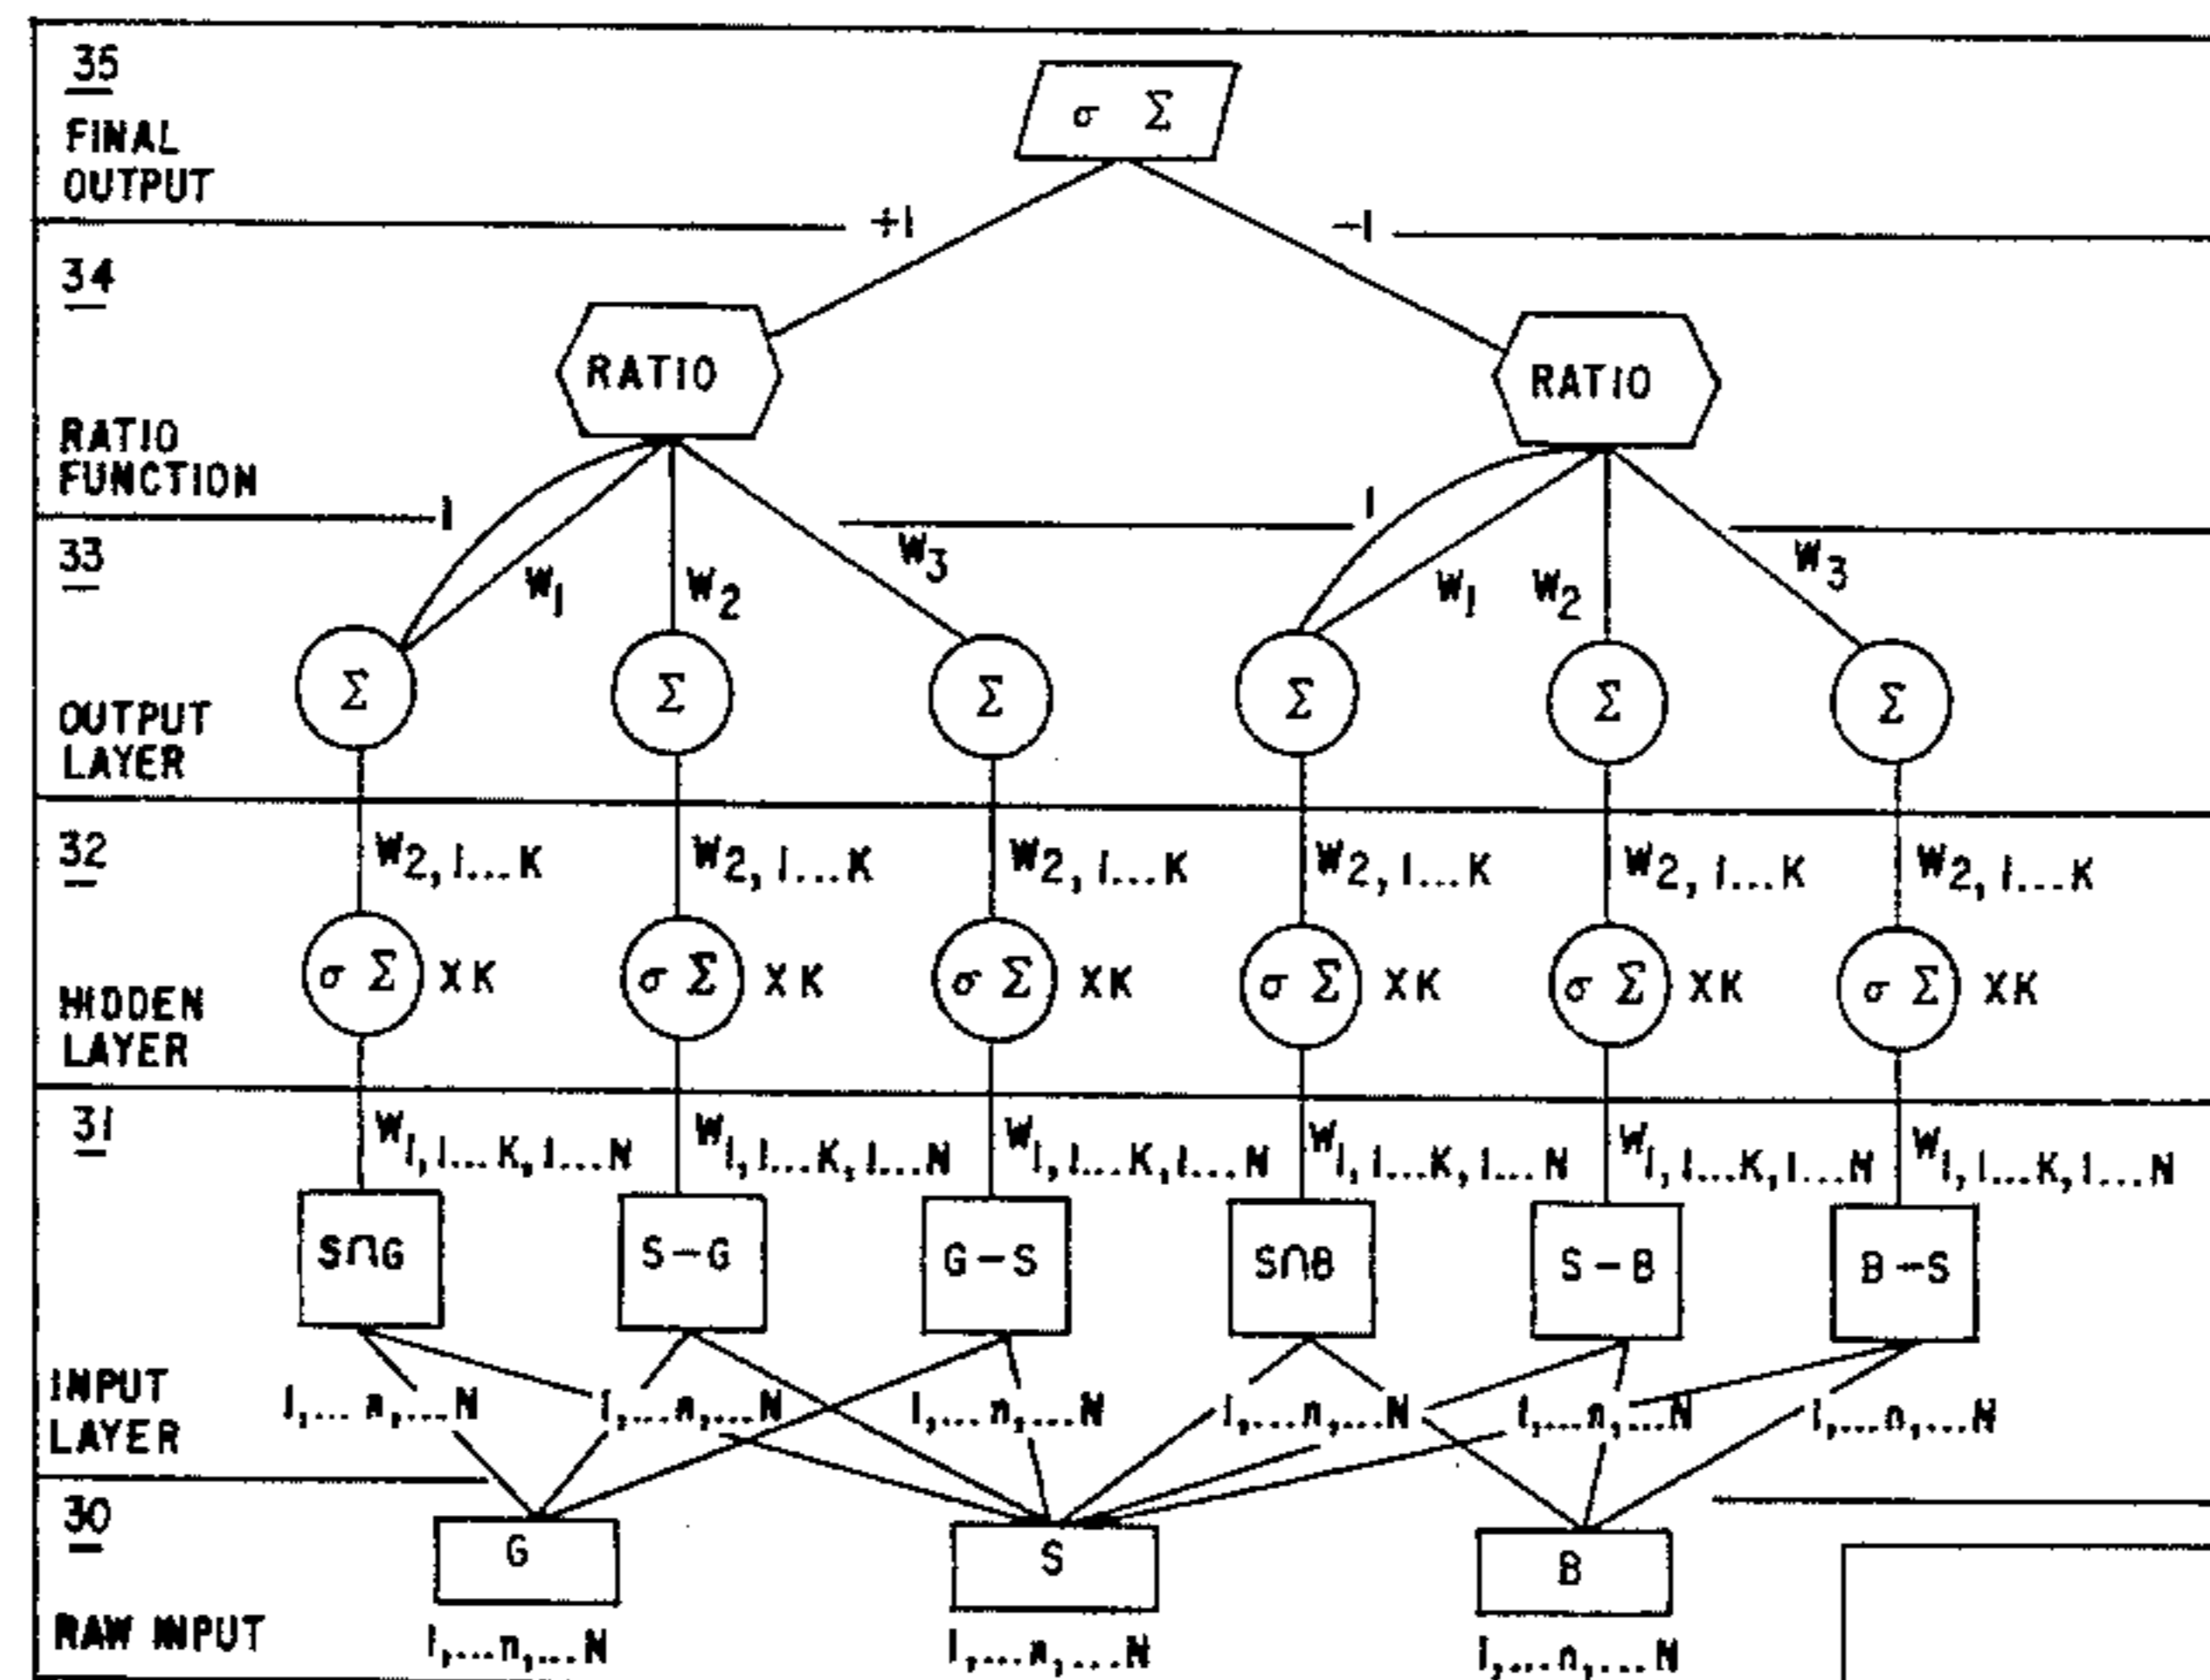 35
σ Σ
FINAL
OUTPUT
+1 -1
34
RATIO RATIO
RATIO
FUNCTION
1 1
33
W1 W2 W3 W1 W2 W3
Σ Σ Σ Σ Σ Σ
OUTPUT
LAYER
32
W2,1...K W2,1...K W2,1...K W2,1...K W2,1...K W2,1...K
σ Σ XK σ Σ XK σ Σ XK σ Σ XK σ Σ XK σ Σ XK
HIDDEN
LAYER
31
W1,1...K,1...N W1,1...K,1...N W1,1...K,1...N W1,1...K,1...N W1,1...K,1...N W1,1...K,1...N
S∩G S-G G-S S∩B S-B B-S
INPUT
LAYER
1,...n,...N 1,...n,...N 1,...n,...N 1,...n,...N 1,...n,...N 1,...n,...N
30
G S B
RAW INPUT
1,...n,...N 1,...n,...N 1,...n,...N